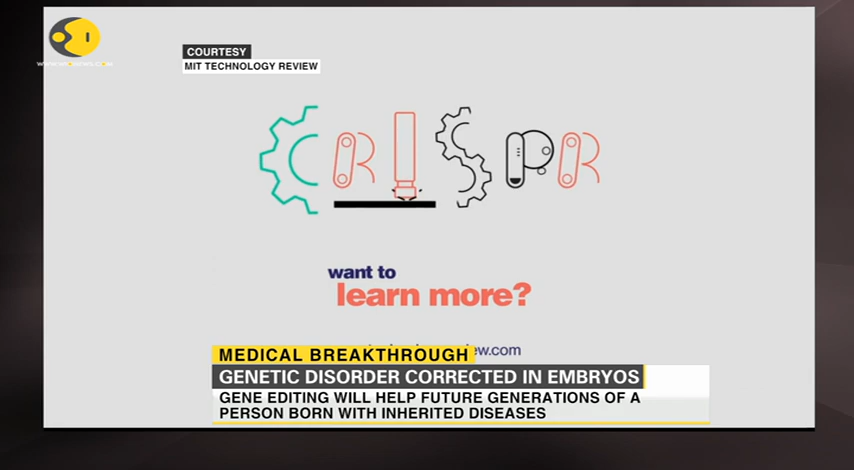 COURTESY
MIT TECHNOLOGY REVIEW
CRISPR
want to
learn more?
MEDICAL BREAKTHROUGH
GENETIC DISORDER CORRECTED IN EMBRYOS
GENE EDITING WILL HELP FUTURE GENERATIONS OF A
PERSON BORN WITH INHERITED DISEASES